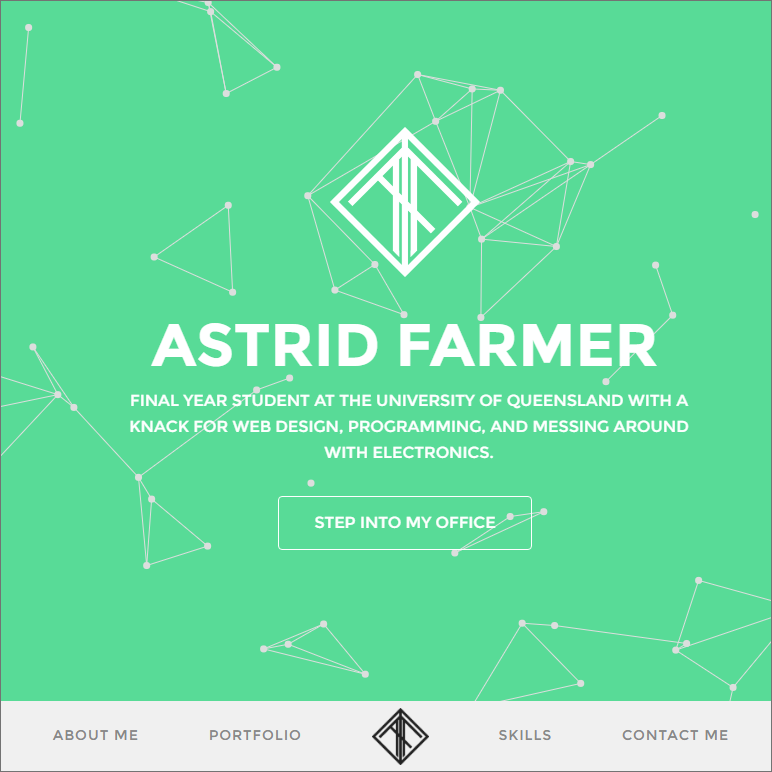 ASTRID FARMER
FINAL YEAR STUDENT AT THE UNIVERSITY OF QUEENSLAND WITH A
KNACK FOR WEB DESIGN, PROGRAMMING, AND MESSING AROUND
WITH ELECTRONICS.
STEP INTO MY OFFICE
ABOUT ME PORTFOLIO SKILLS CONTACT ME